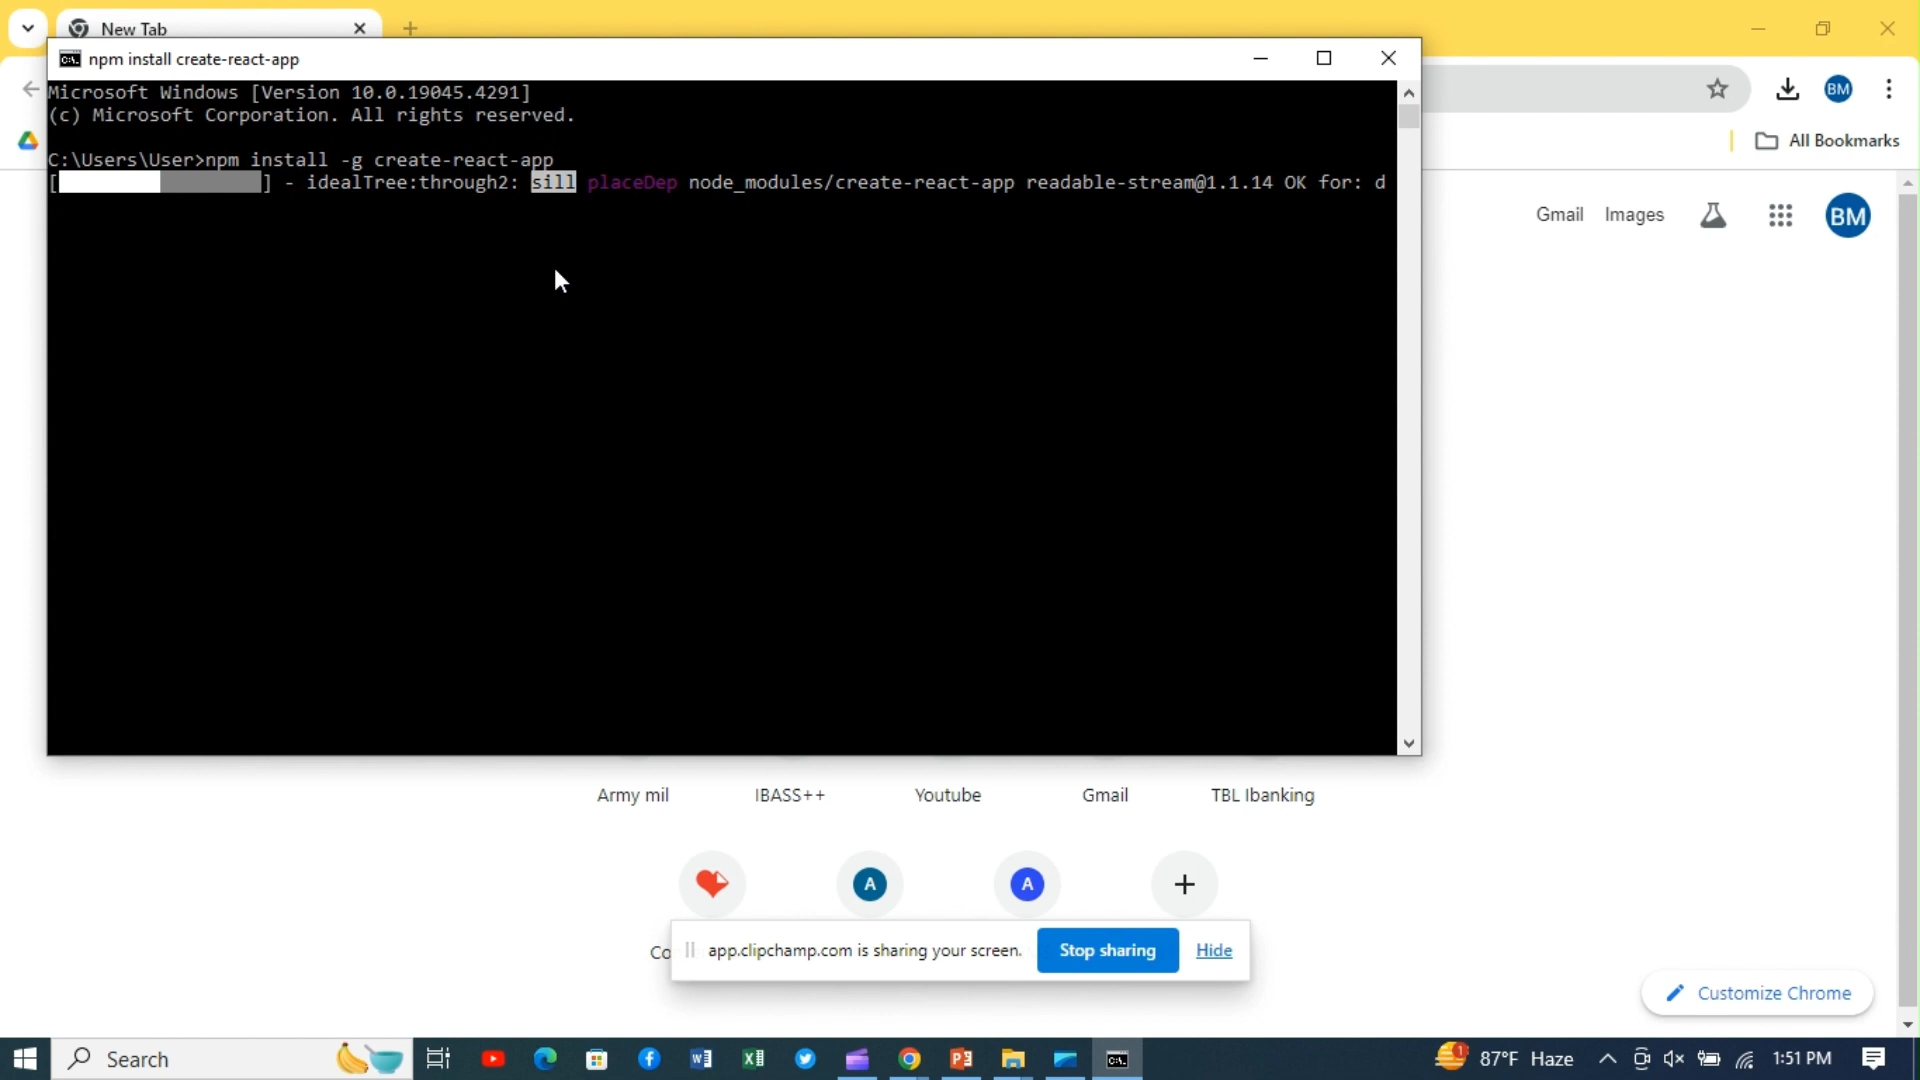 New Tab
npm install create-react-app
Microsoft Windows [Version 10.0.19045.4291]
(c) Microsoft Corporation. All rights reserved.
C:\Users\User>npm install -g create-react-app
[ ] - idealTree:through2: sill placeDep node_modules/create-react-app readable-stream@1.1.14 OK for: d
BM
All Bookmarks
Gmail Images BM
Army mil IBASS++ Youtube Gmail TBL Ibanking
A A
Co
app.clipchamp.com is sharing your screen. Stop sharing Hide
Customize Chrome
Search 87°F Haze 1:51 PM